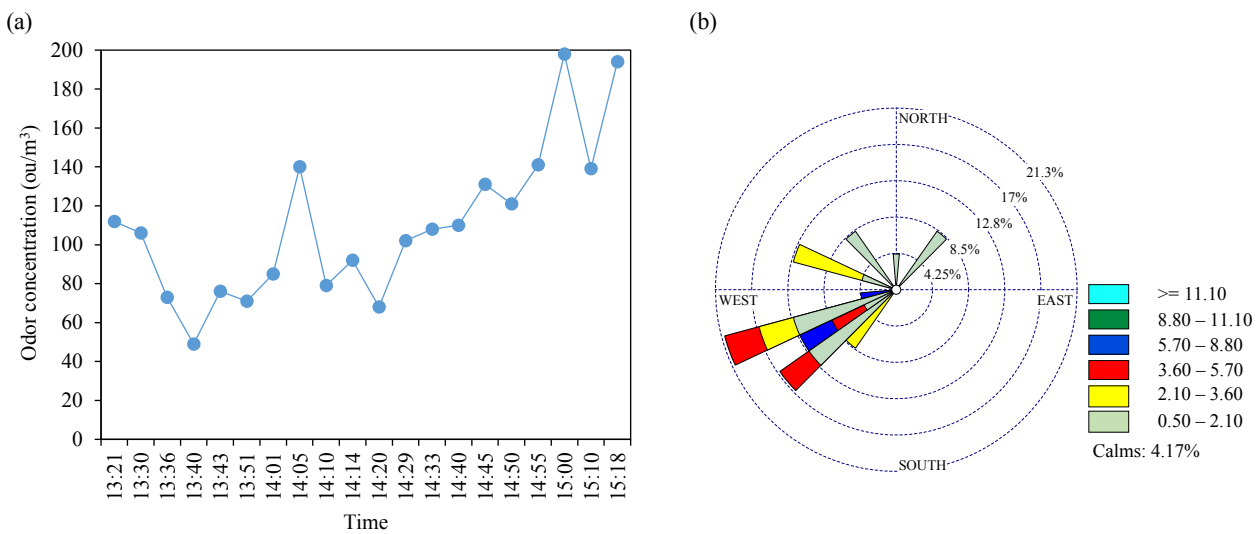 (a)
200
180
160
140
120
100
80
60
40
20
0
Odor concentration (ou/m³)
13:21
13:30
13:36
13:40
13:43
13:51
14:01
14:05
14:10
14:14
14:20
14:29
14:33
14:40
14:45
14:50
14:55
15:00
15:10
15:18
Time
(b)
NORTH
21.3%
17%
12.8%
8.5%
4.25%
WEST
EAST
SOUTH
>= 11.10
8.80 – 11.10
5.70 – 8.80
3.60 – 5.70
2.10 – 3.60
0.50 – 2.10
Calms: 4.17%